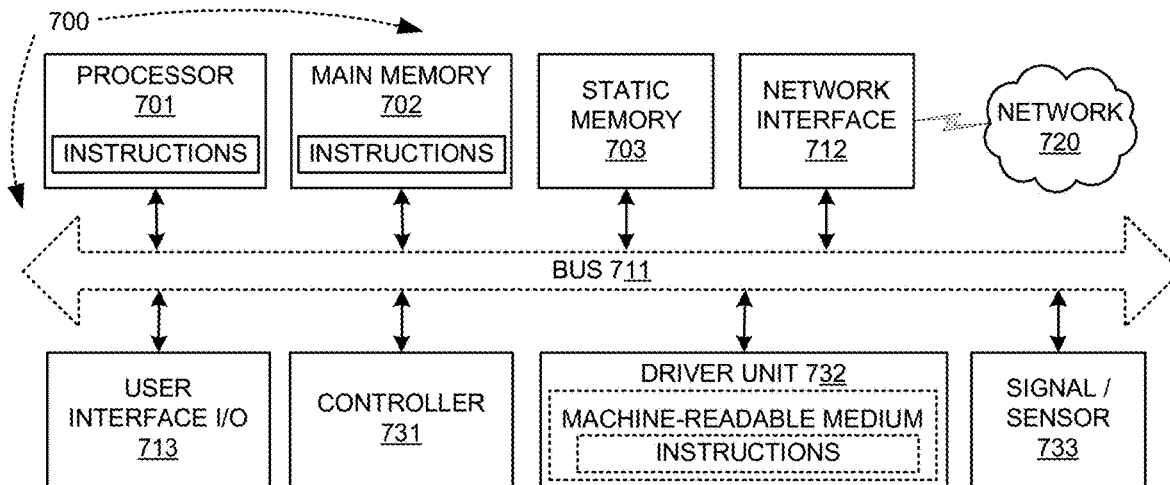 700
PROCESSOR
701
INSTRUCTIONS
MAIN MEMORY
702
INSTRUCTIONS
STATIC
MEMORY
703
NETWORK
INTERFACE
712
NETWORK
720
BUS 711
USER
INTERFACE I/O
713
CONTROLLER
731
DRIVER UNIT 732
MACHINE-READABLE MEDIUM
INSTRUCTIONS
SIGNAL /
SENSOR
733